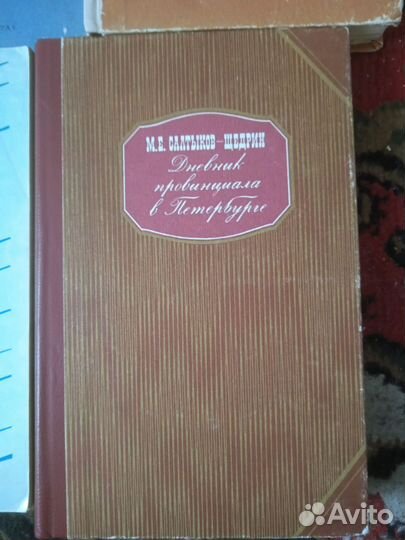 М.Е. САЛТЫКОВ-ЩЕДРИН
Дневник
провинциала
в Петербурге
Avito